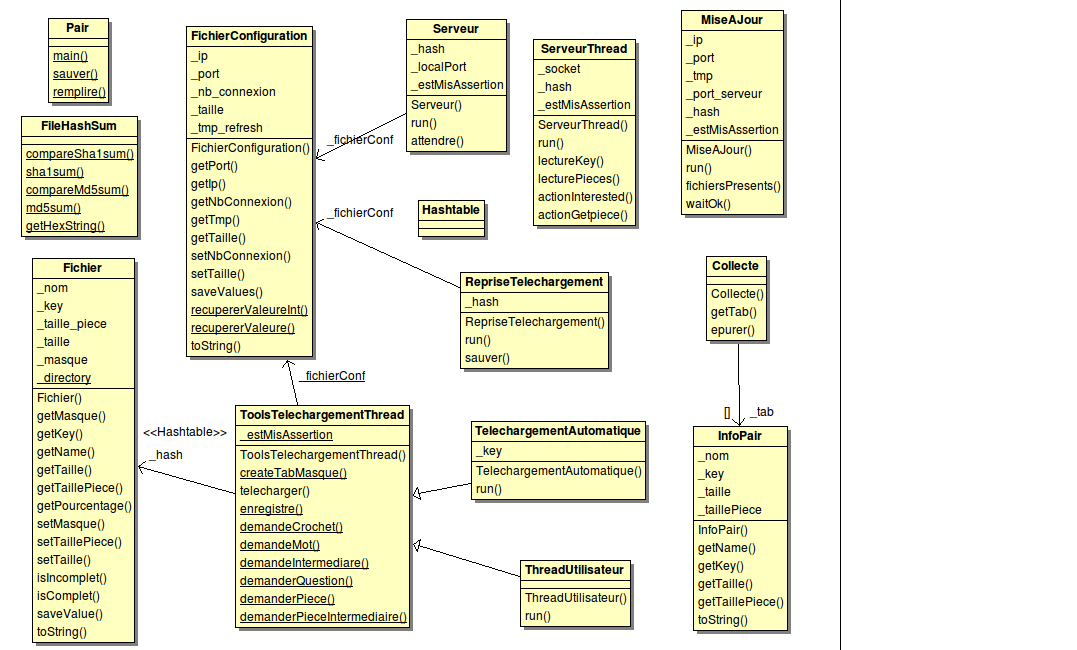 Pair
main()
sauver()
remplire()
FileHashSum
compareSha1sum()
sha1sum()
compareMd5sum()
md5sum()
getHexString()
Fichier
_nom
_key
_taille_piece
_taille
_masque
_directory
Fichier()
getMasque()
getKey()
getName()
getTaille()
getTaillePiece()
getPourcentage()
setMasque()
setTaillePiece()
setTaille()
isIncomplet()
isComplet()
saveValue()
toString()
FichierConfiguration
_ip
_port
_nb_connexion
_taille
_tmp_refresh
FichierConfiguration()
getPort()
getIp()
getNbConnexion()
getTmp()
getTaille()
setNbConnexion()
setTaille()
saveValues()
recupererValeureInt()
recupererValeure()
toString()
_fichierConf
_fichierConf
_fichierConf
<<Hashtable>>
_hash
ToolsTelechargementThread
_estMisAssertion
ToolsTelechargementThread()
createTabMasque()
telecharger()
enregistre()
demandeCrochet()
demandeMot()
demandeIntermediare()
demanderQuestion()
demanderPiece()
demanderPieceIntermediaire()
Serveur
_hash
_localPort
_estMisAssertion
Serveur()
run()
attendre()
Hashtable
RepriseTelechargement
_hash
RepriseTelechargement()
run()
sauver()
TelechargementAutomatique
_key
TelechargementAutomatique()
run()
ThreadUtilisateur
ThreadUtilisateur()
run()
ServeurThread
_socket
_hash
_estMisAssertion
ServeurThread()
run()
lectureKey()
lecturePieces()
actionInterested()
actionGetpiece()
MiseAJour
_ip
_port
_tmp
_port_serveur
_hash
_estMisAssertion
MiseAJour()
run()
fichiersPresents()
waitOk()
Collecte
Collecte()
getTab()
epurer()
[] _tab
InfoPair
_nom
_key
_taille
_taillePiece
InfoPair()
getName()
getKey()
getTaille()
getTaillePiece()
toString()